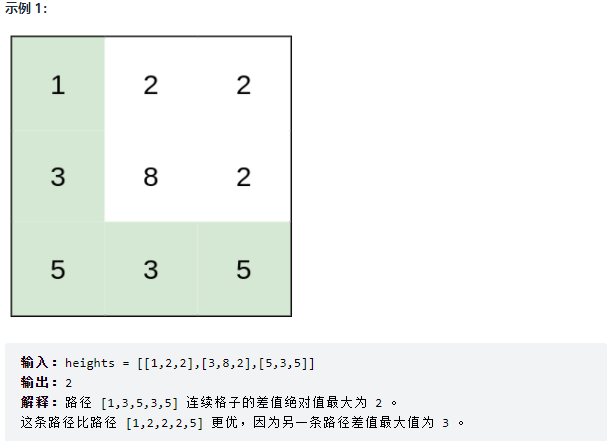 示例 1：
1 2 2
3 8 2
5 3 5
输入：heights = [[1,2,2],[3,8,2],[5,3,5]]
输出：2
解释：路径 [1,3,5,3,5] 连续格子的差值绝对值最大为 2 。
这条路径比路径 [1,2,2,2,5] 更优，因为另一条路径差值最大值为 3 。